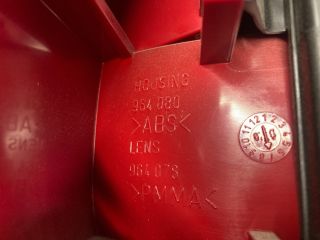 HOUSING
964 080
>ABS<
LENS
964 078
>PMMA<